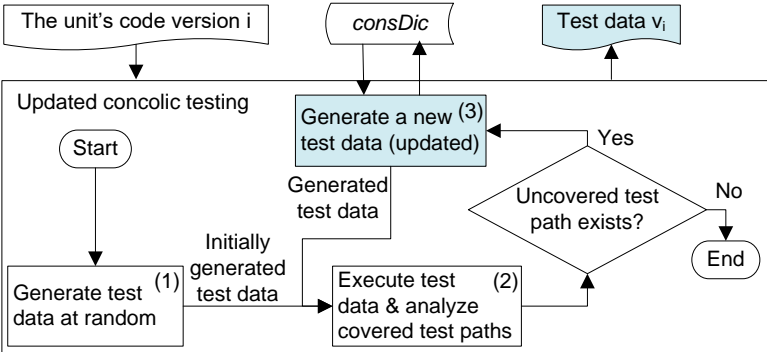 The unit's code version i
consDic
Test data vᵢ
Updated concolic testing
Start
Generate a new (3)
test data (updated)
Yes
Generated
test data
Uncovered test
path exists?
No
End
Initially
generated
test data
Generate test (1)
data at random
Execute test (2)
data & analyze
covered test paths